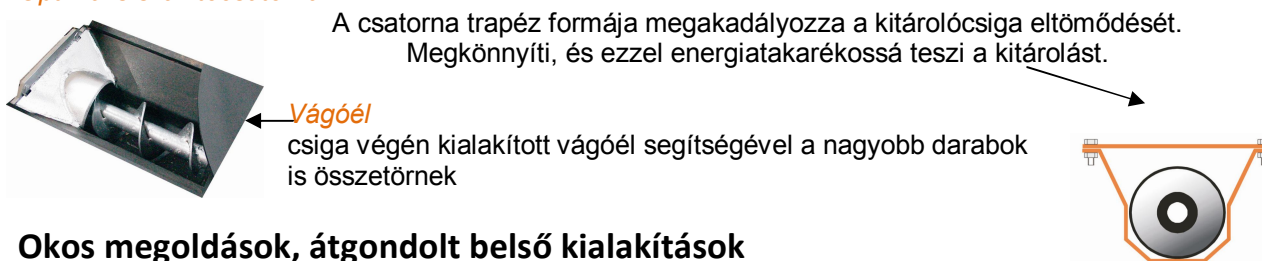 A csatorna trapéz formája megakadályozza a kitárolócsiga eltömődését.
Megkönnyíti, és ezzel energiatakarékossá teszi a kitárolást.
Vágóél
csiga végén kialakított vágóél segítségével a nagyobb darabok
is összetörnek
Okos megoldások, átgondolt belső kialakítások